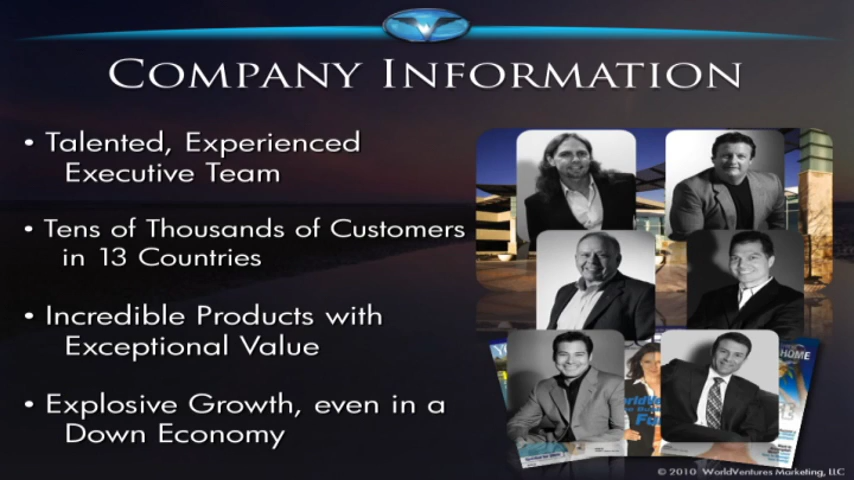 Company Information
• Talented, Experienced
Executive Team
• Tens of Thousands of Customers
in 13 Countries
• Incredible Products with
Exceptional Value
• Explosive Growth, even in a
Down Economy
HOME
© 2010 WorldVentures Marketing, LLC